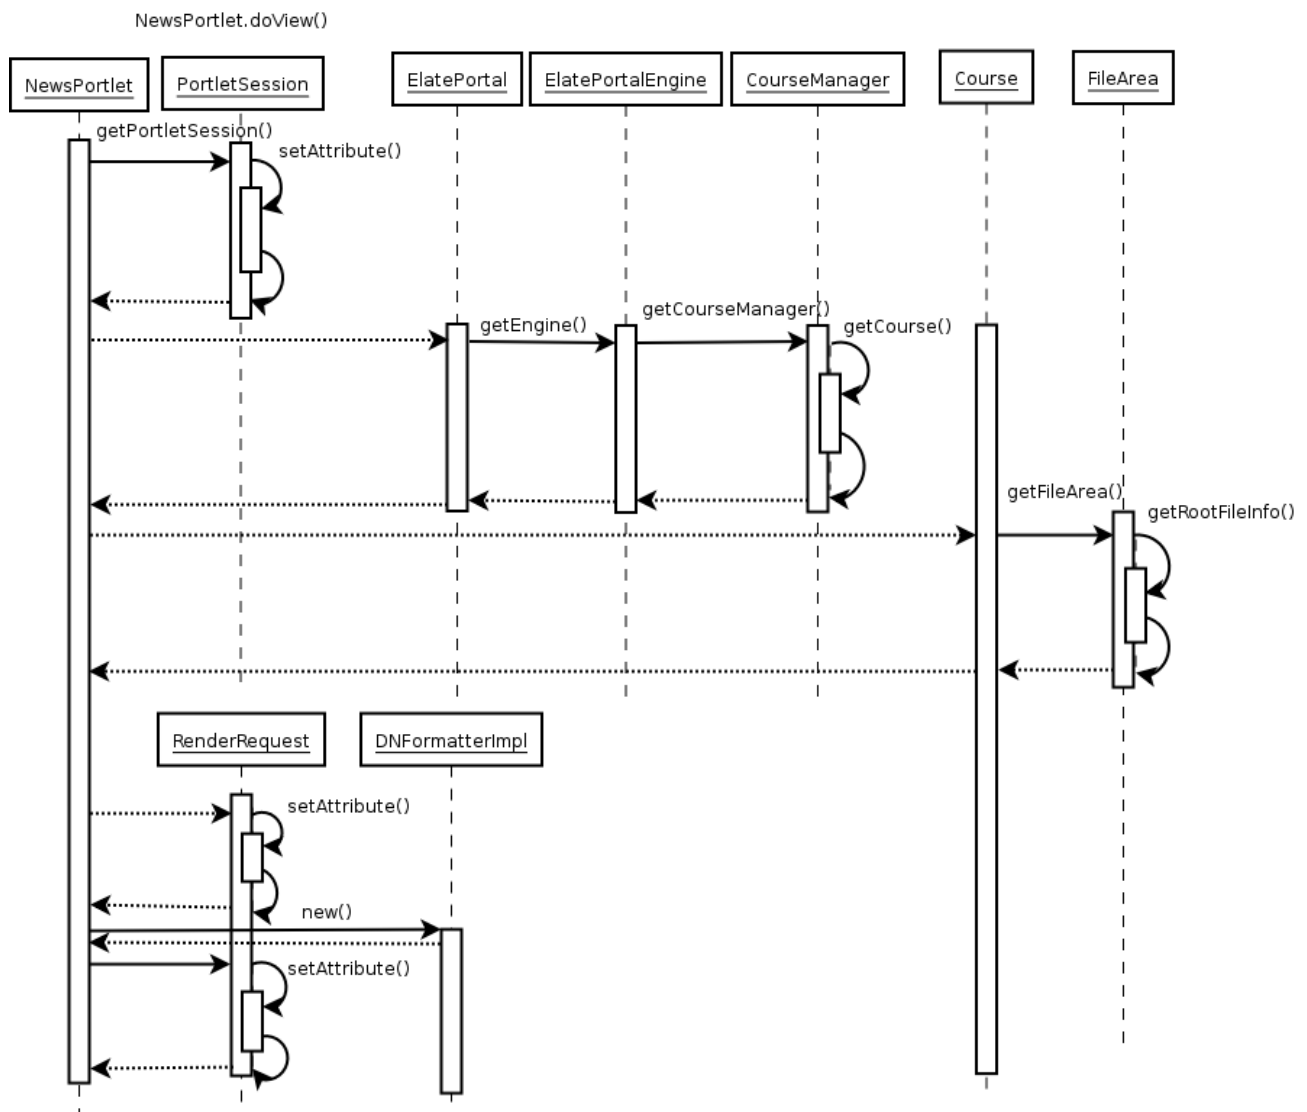 NewsPortlet.doView()
NewsPortlet
PortletSession
ElatePortal
ElatePortalEngine
CourseManager
Course
FileArea
getPortletSession()
setAttribute()
getEngine()
getCourseManager()
getCourse()
getFileArea()
getRootFileInfo()
RenderRequest
DNFormatterImpl
setAttribute()
new()
setAttribute()